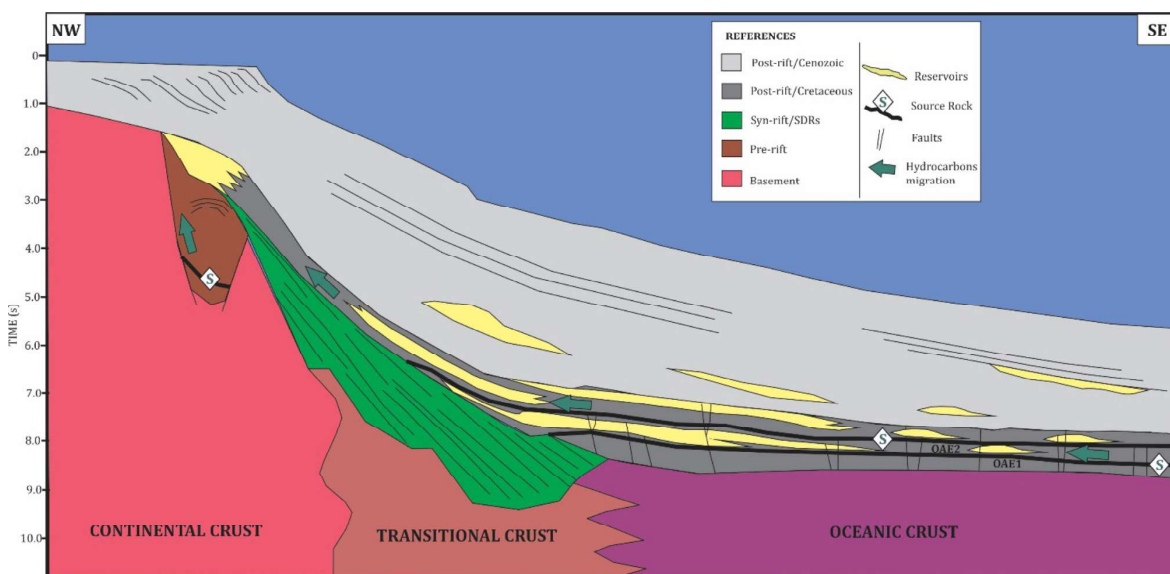 NW
SE
REFERENCES
Post-rift/Cenozoic
Post-rift/Cretaceous
Syn-rift/SDRs
Pre-rift
Basement
Reservoirs
S
Source Rock
Faults
Hydrocarbons
migration
TIME [s]
0
1.0
2.0
3.0
4.0
5.0
6.0
7.0
8.0
9.0
10.0
S
S
OAE2
OAE1
S
CONTINENTAL CRUST
TRANSITIONAL CRUST
OCEANIC CRUST